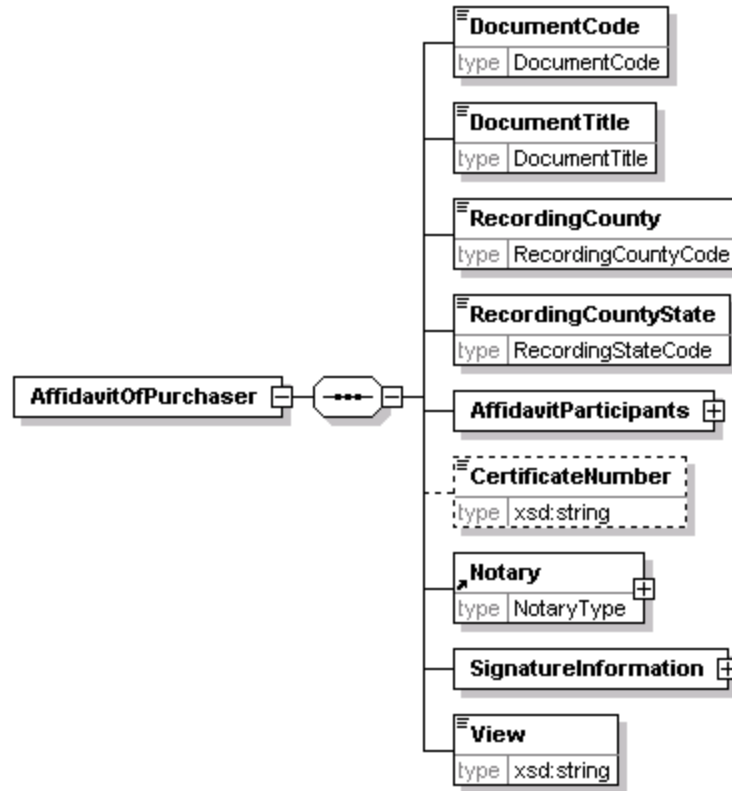 DocumentCode
type DocumentCode
DocumentTitle
type DocumentTitle
RecordingCounty
type RecordingCountyCode
RecordingCountyState
type RecordingStateCode
AffidavitOfPurchaser
AffidavitParticipants
CertificateNumber
type xsd:string
Notary
type NotaryType
SignatureInformation
View
type xsd:string